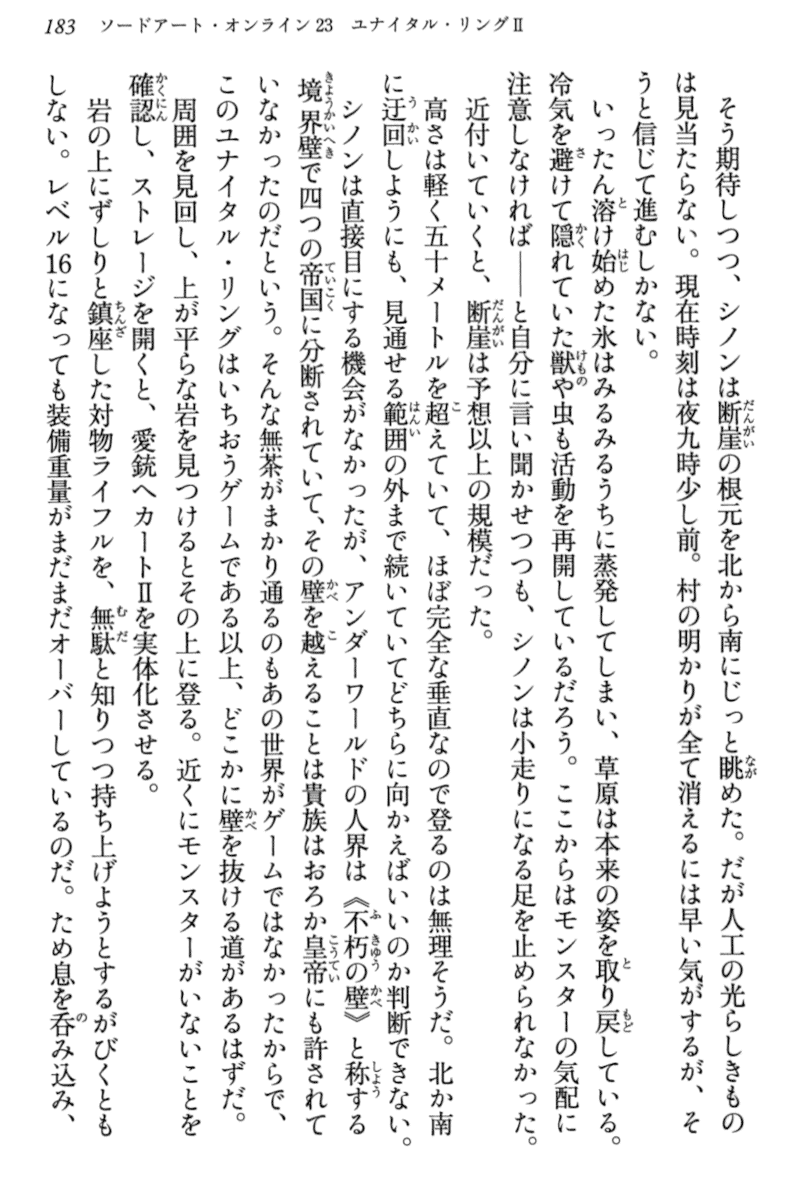 183　ソードアート・オンライン23　ユナイタル・リングⅡ
　そう期待しつつ、シノンは断崖の根元を北から南にじっと眺めた。だが人工の光らしきもの
は見当たらない。現在時刻は夜九時少し前。村の明かりが全て消えるには早い気がするが、そ
うと信じて進むしかない。
　いったん溶け始めた氷はみるみるうちに蒸発してしまい、草原は本来の姿を取り戻している。
冷気を避けて隠れていた獣や虫も活動を再開しているだろう。ここからはモンスターの気配に
注意しなければ――と自分に言い聞かせつつも、シノンは小走りになる足を止められなかった。
　近付いていくと、断崖は予想以上の規模だった。
　高さは軽く五十メートルを超えていて、ほぼ完全な垂直なので登るのは無理そうだ。北か南
に迂回しようにも、見通せる範囲の外まで続いていてどちらに向かえばいいのか判断できない。
　シノンは直接目にする機会がなかったが、アンダーワールドの人界は《不朽の壁》と称する
境界壁で四つの帝国に分断されていて、その壁を越えることは貴族はおろか皇帝にも許されて
いなかったのだという。そんな無茶がまかり通るのもあの世界がゲームではなかったからで、
このユナイタル・リングはいちおうゲームである以上、どこかに壁を抜ける道があるはずだ。
　周囲を見回し、上が平らな岩を見つけるとその上に登る。近くにモンスターがいないことを
確認し、ストレージを開くと、愛銃へカートⅡを実体化させる。
　岩の上にずしりと鎮座した対物ライフルを、無駄と知りつつ持ち上げようとするがびくとも
しない。レベル16になっても装備重量がまだまだオーバーしているのだ。ため息を呑み込み、